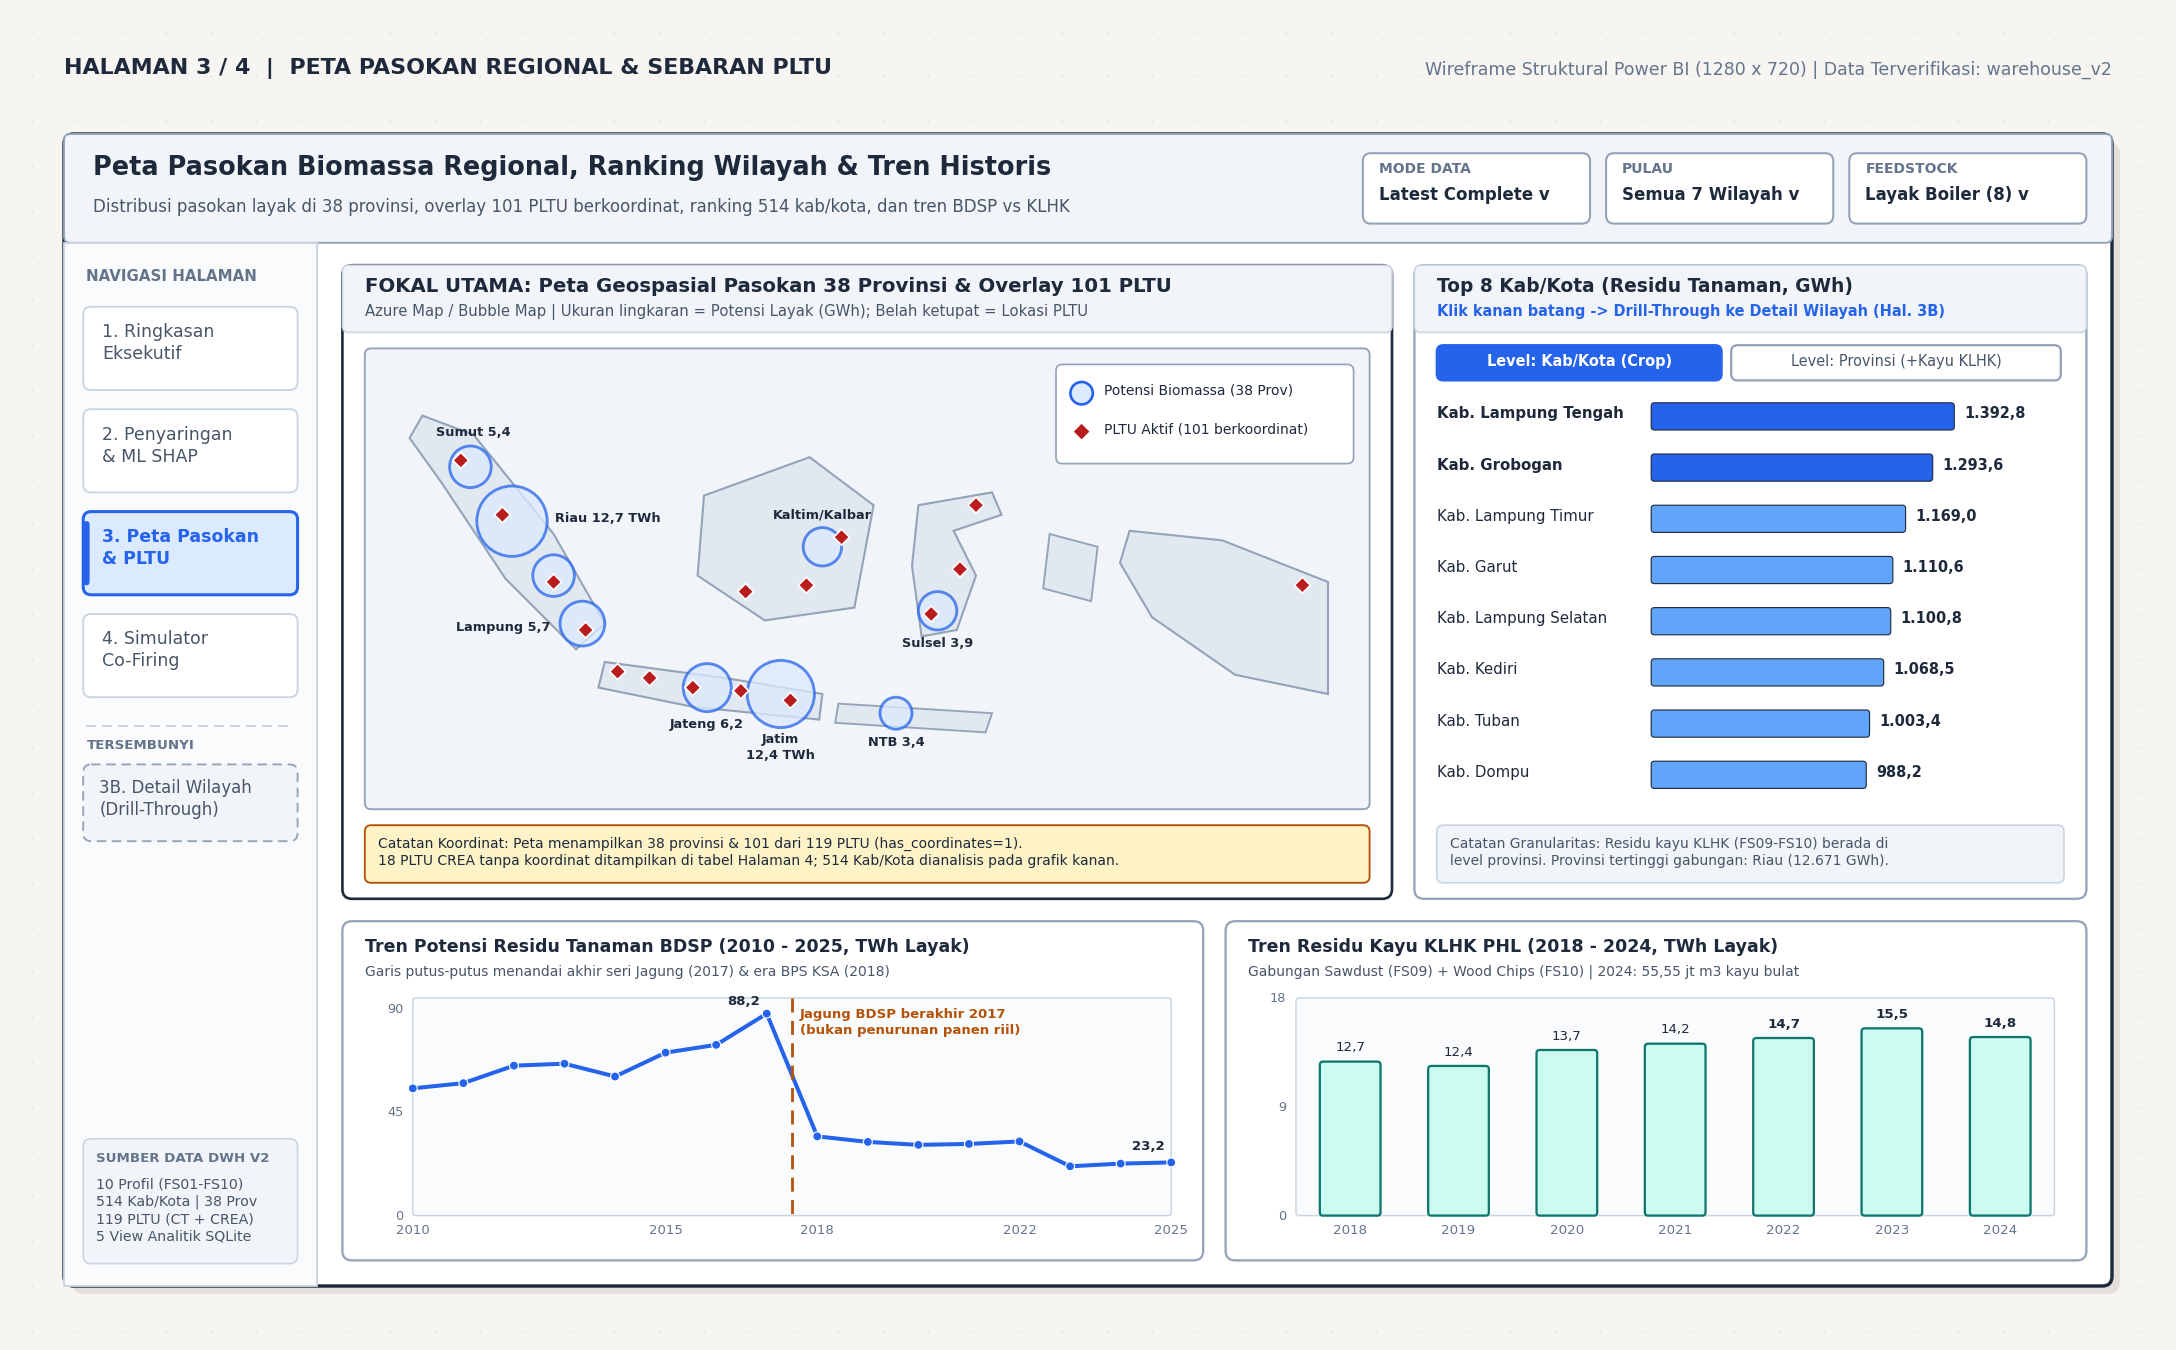 HALAMAN 3 / 4 | PETA PASOKAN REGIONAL & SEBARAN PLTU
Wireframe Struktural Power BI (1280 x 720) | Data Terverifikasi: warehouse_v2
Peta Pasokan Biomassa Regional, Ranking Wilayah & Tren Historis
Distribusi pasokan layak di 38 provinsi, overlay 101 PLTU berkoordinat, ranking 514 kab/kota, dan tren BDSP vs KLHK
MODE DATA
Latest Complete v
PULAU
Semua 7 Wilayah v
FEEDSTOCK
Layak Boiler (8) v
NAVIGASI HALAMAN
1. Ringkasan
Eksekutif
2. Penyaringan
& ML SHAP
3. Peta Pasokan
& PLTU
4. Simulator
Co-Firing
TERSEMBUNYI
3B. Detail Wilayah
(Drill-Through)
SUMBER DATA DWH V2
10 Profil (FS01-FS10)
514 Kab/Kota | 38 Prov
119 PLTU (CT + CREA)
5 View Analitik SQLite
FOKAL UTAMA: Peta Geospasial Pasokan 38 Provinsi & Overlay 101 PLTU
Azure Map / Bubble Map | Ukuran lingkaran = Potensi Layak (GWh); Belah ketupat = Lokasi PLTU
Potensi Biomassa (38 Prov)
PLTU Aktif (101 berkoordinat)
Sumut 5,4
Riau 12,7 TWh
Kaltim/Kalbar
Lampung 5,7
Sulsel 3,9
Jateng 6,2
Jatim
12,4 TWh
NTB 3,4
Catatan Koordinat: Peta menampilkan 38 provinsi & 101 dari 119 PLTU (has_coordinates=1).
18 PLTU CREA tanpa koordinat ditampilkan di tabel Halaman 4; 514 Kab/Kota dianalisis pada grafik kanan.
Top 8 Kab/Kota (Residu Tanaman, GWh)
Klik kanan batang -> Drill-Through ke Detail Wilayah (Hal. 3B)
Level: Kab/Kota (Crop)
Level: Provinsi (+Kayu KLHK)
Kab. Lampung Tengah 1.392,8
Kab. Grobogan 1.293,6
Kab. Lampung Timur 1.169,0
Kab. Garut 1.110,6
Kab. Lampung Selatan 1.100,8
Kab. Kediri 1.068,5
Kab. Tuban 1.003,4
Kab. Dompu 988,2
Catatan Granularitas: Residu kayu KLHK (FS09-FS10) berada di
level provinsi. Provinsi tertinggi gabungan: Riau (12.671 GWh).
Tren Potensi Residu Tanaman BDSP (2010 - 2025, TWh Layak)
Garis putus-putus menandai akhir seri Jagung (2017) & era BPS KSA (2018)
90
45
0
88,2
Jagung BDSP berakhir 2017
(bukan penurunan panen riil)
23,2
2010 2015 2018 2022 2025
Tren Residu Kayu KLHK PHL (2018 - 2024, TWh Layak)
Gabungan Sawdust (FS09) + Wood Chips (FS10) | 2024: 55,55 jt m3 kayu bulat
18
9
0
12,7 12,4 13,7 14,2 14,7 15,5 14,8
2018 2019 2020 2021 2022 2023 2024